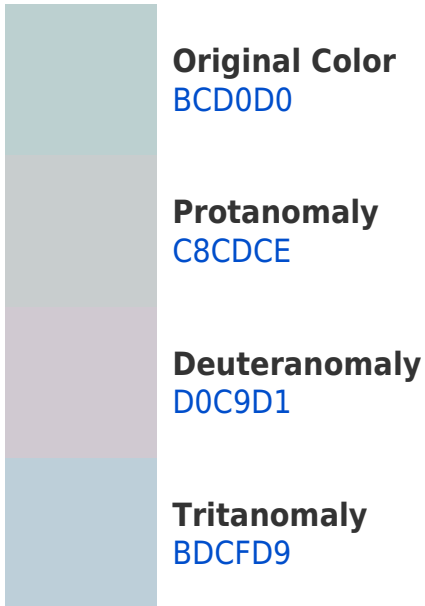 Original Color
BCD0D0
Protanomaly
C8CDCE
Deuteranomaly
D0C9D1
Tritanomaly
BDCFD9